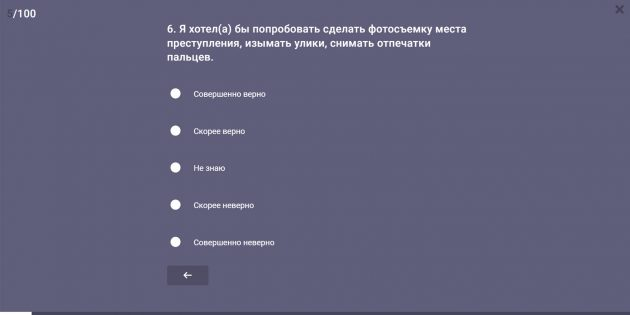 5/100
6. Я хотел(а) бы попробовать сделать фотосъемку места
преступления, изымать улики, снимать отпечатки
пальцев.
Совершенно верно
Скорее верно
Не знаю
Скорее неверно
Совершенно неверно